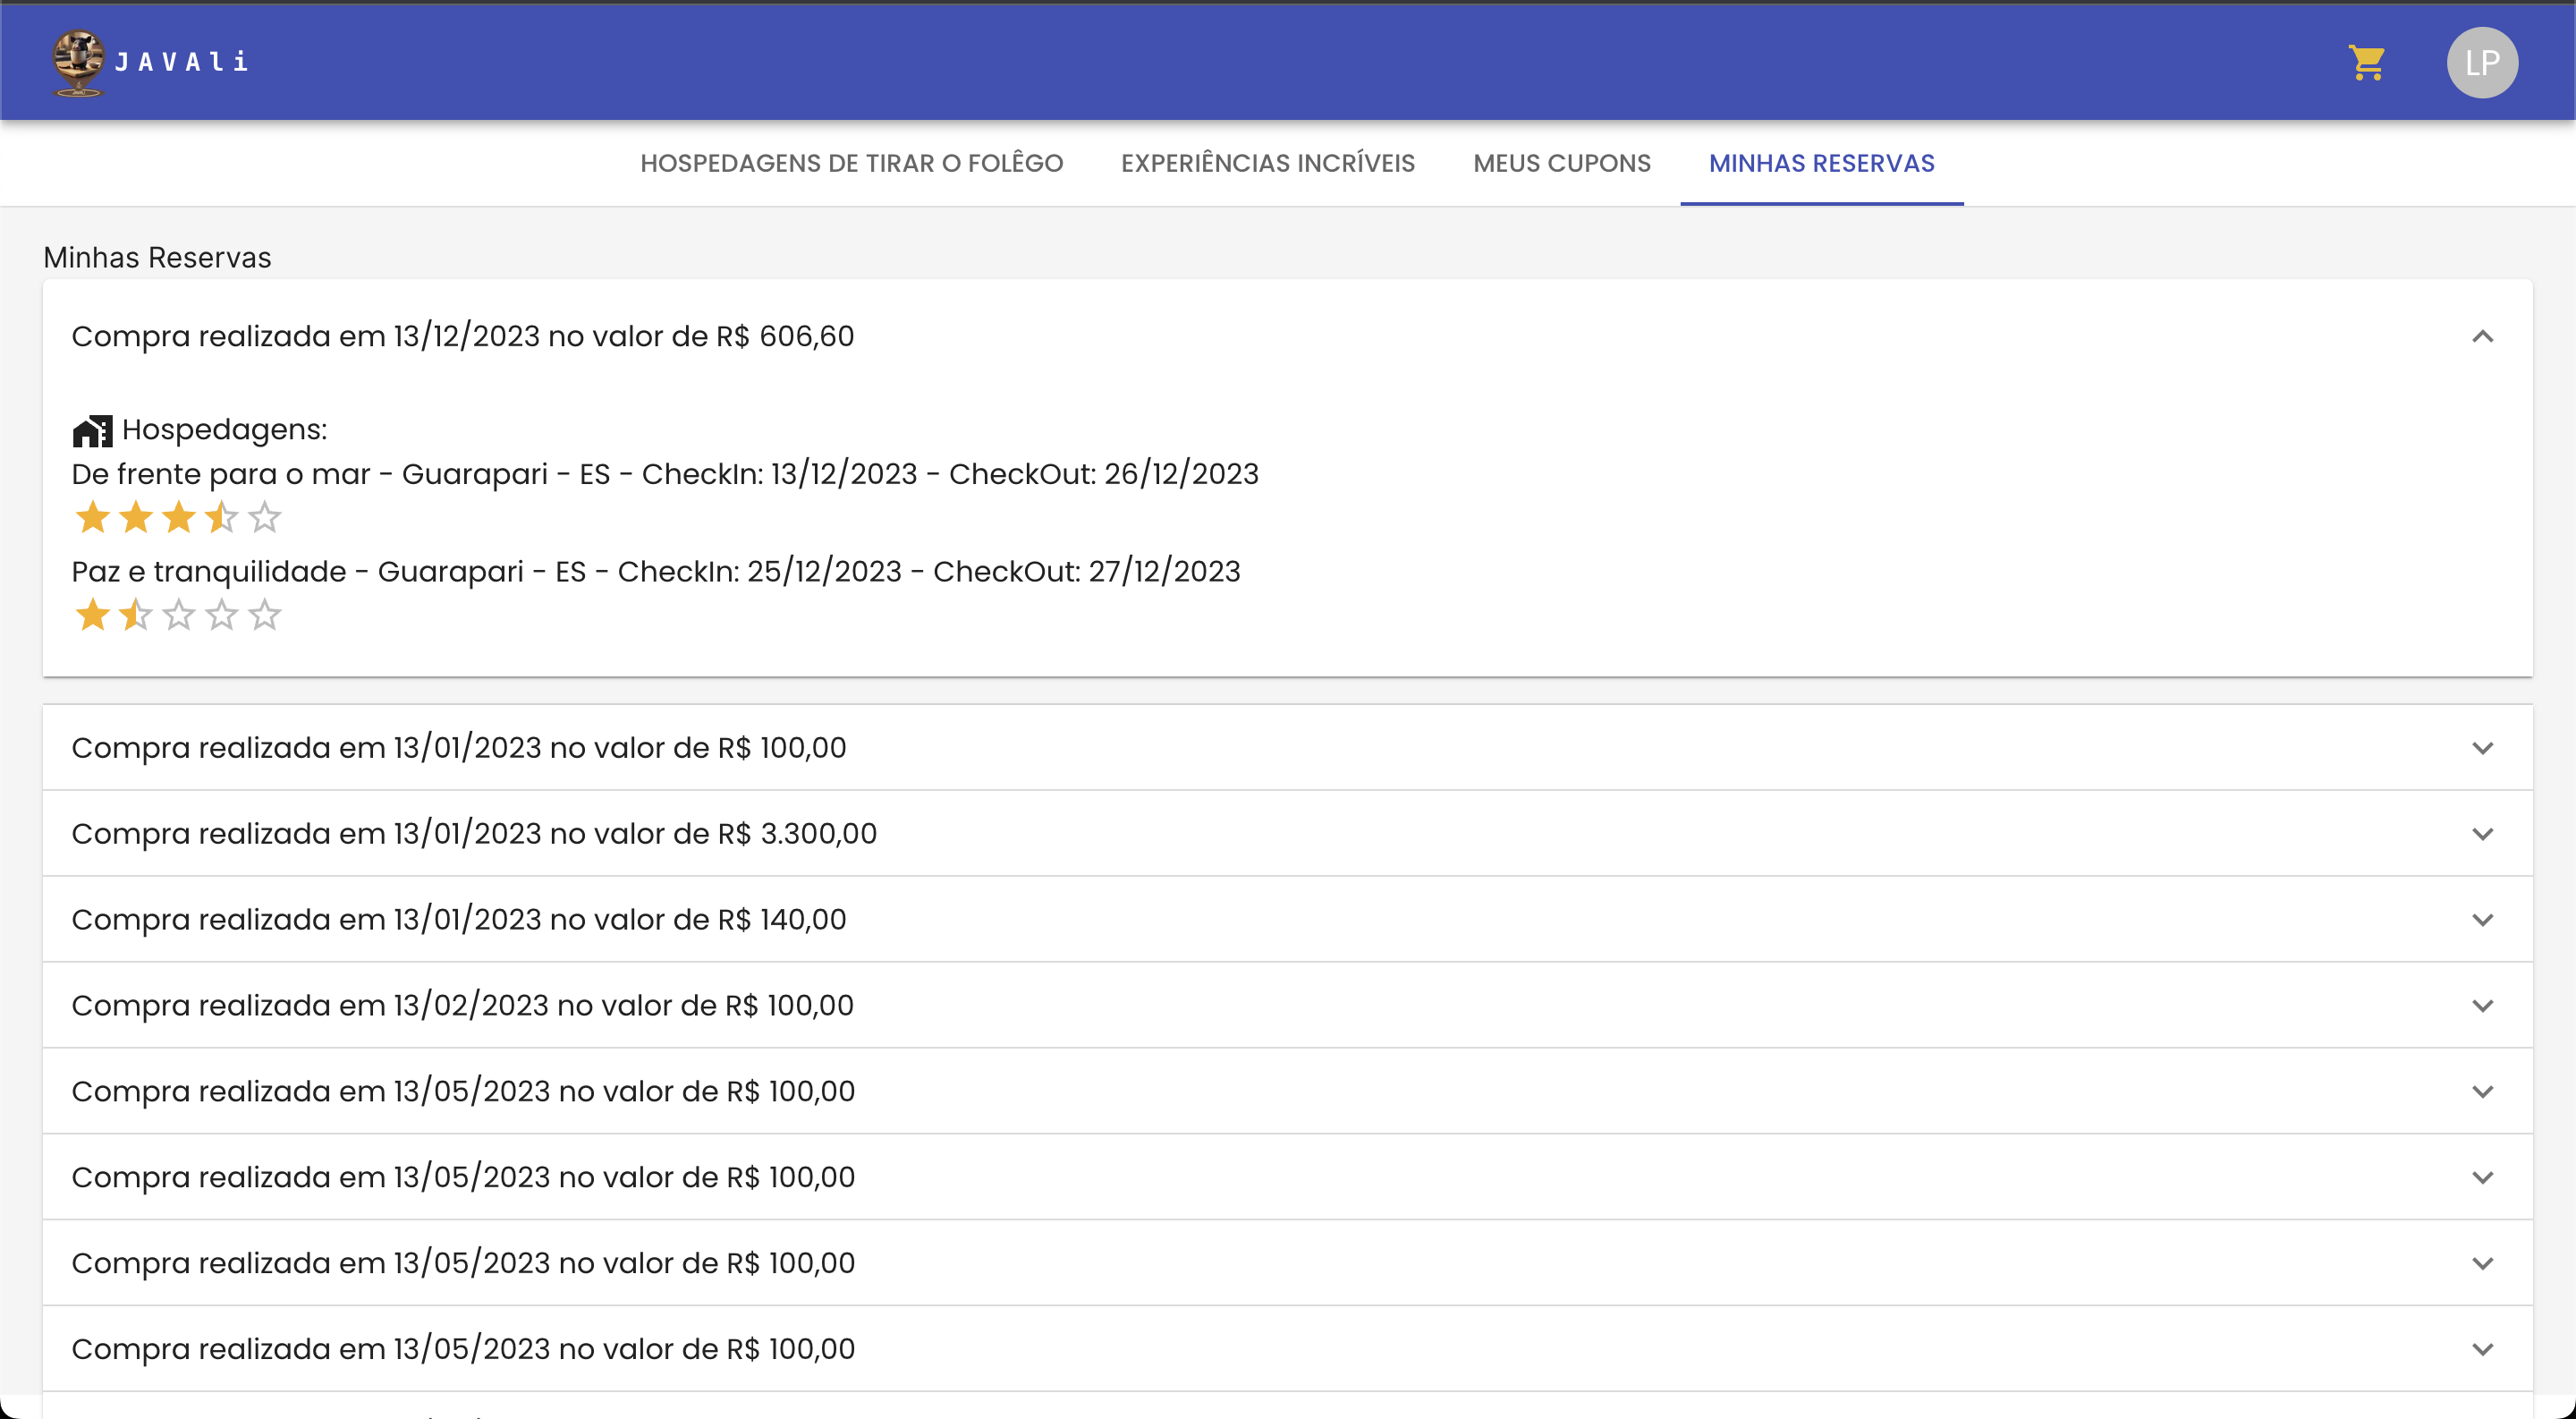 JAVAli
LP
HOSPEDAGENS DE TIRAR O FOLÊGO
EXPERIÊNCIAS INCRÍVEIS
MEUS CUPONS
MINHAS RESERVAS
Minhas Reservas
Compra realizada em 13/12/2023 no valor de R$ 606,60
Hospedagens:
De frente para o mar - Guarapari - ES - CheckIn: 13/12/2023 - CheckOut: 26/12/2023
Paz e tranquilidade - Guarapari - ES - CheckIn: 25/12/2023 - CheckOut: 27/12/2023
Compra realizada em 13/01/2023 no valor de R$ 100,00
Compra realizada em 13/01/2023 no valor de R$ 3.300,00
Compra realizada em 13/01/2023 no valor de R$ 140,00
Compra realizada em 13/02/2023 no valor de R$ 100,00
Compra realizada em 13/05/2023 no valor de R$ 100,00
Compra realizada em 13/05/2023 no valor de R$ 100,00
Compra realizada em 13/05/2023 no valor de R$ 100,00
Compra realizada em 13/05/2023 no valor de R$ 100,00